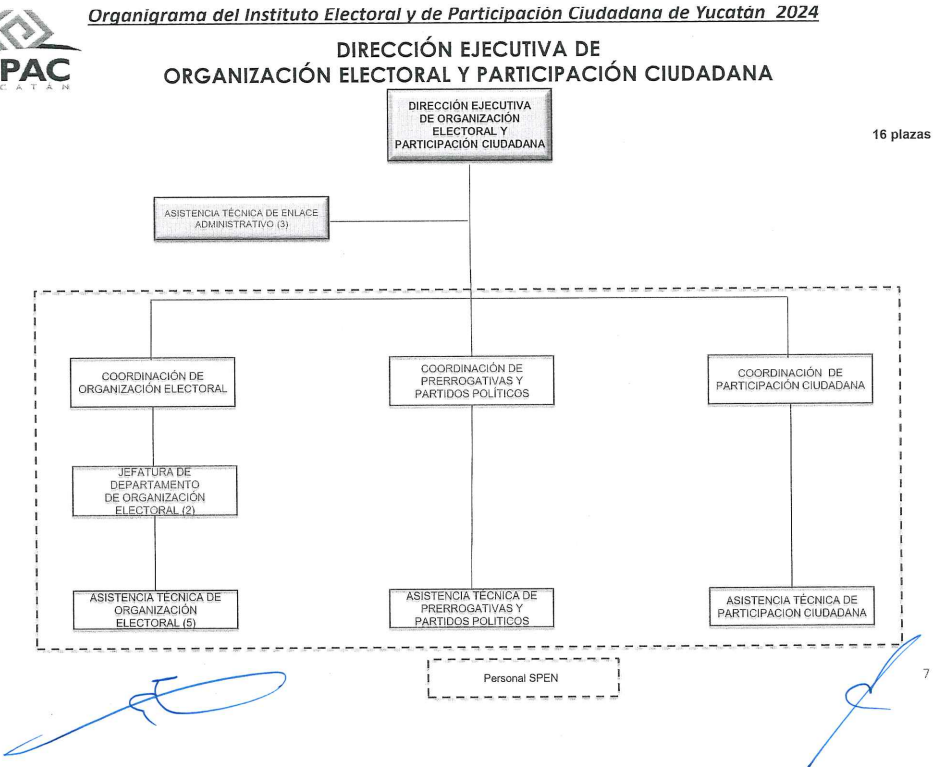 Organigrama del Instituto Electoral y de Participación Ciudadana de Yucatán 2024
PAC
CATÁN
DIRECCIÓN EJECUTIVA DE
ORGANIZACIÓN ELECTORAL Y PARTICIPACIÓN CIUDADANA
DIRECCIÓN EJECUTIVA
DE ORGANIZACIÓN
ELECTORAL Y
PARTICIPACIÓN CIUDADANA
16 plazas
ASISTENCIA TÉCNICA DE ENLACE
ADMINISTRATIVO (3)
COORDINACIÓN DE
ORGANIZACIÓN ELECTORAL
COORDINACIÓN DE
PRERROGATIVAS Y
PARTIDOS POLÍTICOS
COORDINACIÓN DE
PARTICIPACIÓN CIUDADANA
JEFATURA DE
DEPARTAMENTO
DE ORGANIZACIÓN
ELECTORAL (2)
ASISTENCIA TÉCNICA DE
ORGANIZACIÓN
ELECTORAL (5)
ASISTENCIA TÉCNICA DE
PRERROGATIVAS Y
PARTIDOS POLITICOS
ASISTENCIA TÉCNICA DE
PARTICIPACION CIUDADANA
Personal SPEN
7